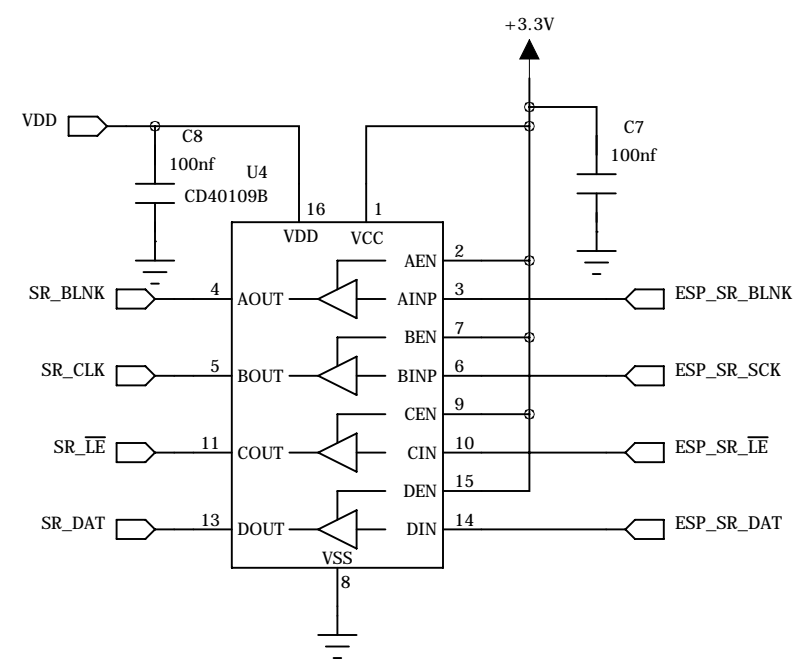 +3.3V
VDD
C8
100nf
C7
100nf
U4
CD40109B
16
1
VDD
VCC
AEN
2
SR_BLNK
4
AOUT
AINP
3
ESP_SR_BLNK
BEN
7
SR_CLK
5
BOUT
BINP
6
ESP_SR_SCK
CEN
9
SR_L̅E̅
11
COUT
CIN
10
ESP_SR_L̅E̅
DEN
15
SR_DAT
13
DOUT
DIN
14
ESP_SR_DAT
VSS
8